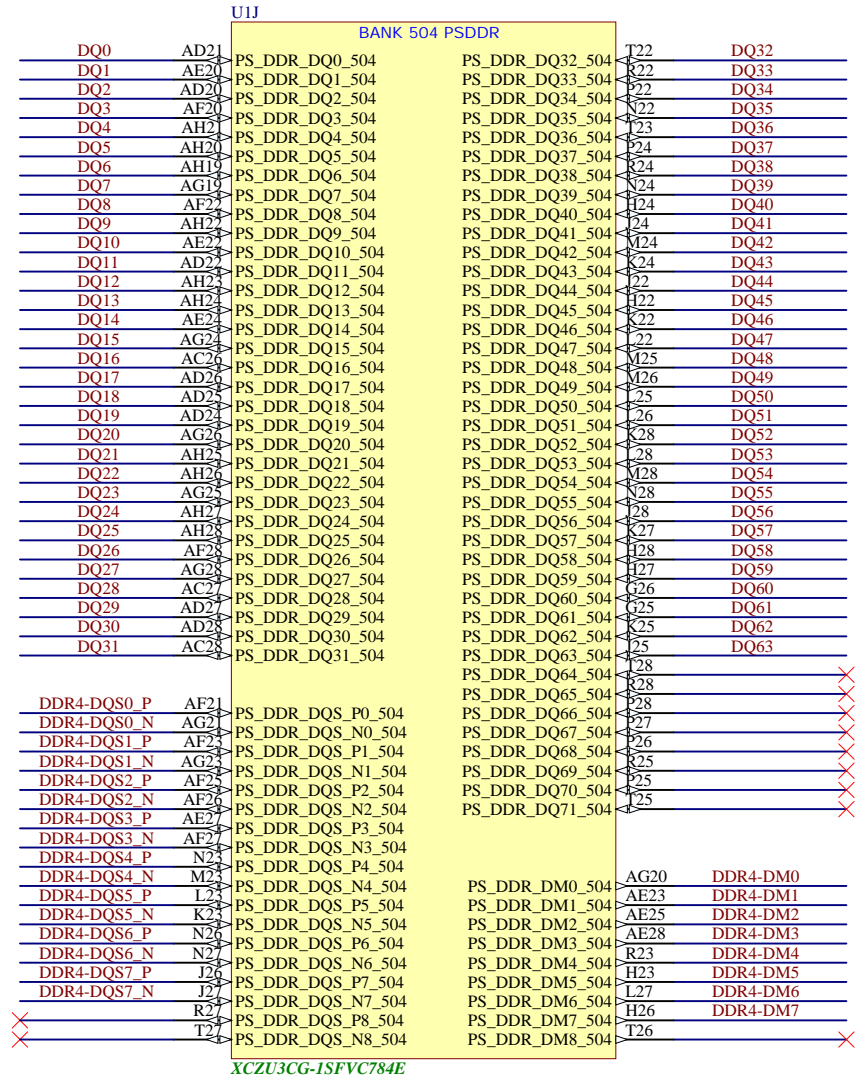 U1J
BANK 504 PSDDR
DQ0 AD21 PS_DDR_DQ0_504 PS_DDR_DQ32_504 T22 DQ32
DQ1 AE20 PS_DDR_DQ1_504 PS_DDR_DQ33_504 R22 DQ33
DQ2 AD20 PS_DDR_DQ2_504 PS_DDR_DQ34_504 P22 DQ34
DQ3 AF20 PS_DDR_DQ3_504 PS_DDR_DQ35_504 N22 DQ35
DQ4 AH21 PS_DDR_DQ4_504 PS_DDR_DQ36_504 T23 DQ36
DQ5 AH20 PS_DDR_DQ5_504 PS_DDR_DQ37_504 P24 DQ37
DQ6 AH19 PS_DDR_DQ6_504 PS_DDR_DQ38_504 R24 DQ38
DQ7 AG19 PS_DDR_DQ7_504 PS_DDR_DQ39_504 N24 DQ39
DQ8 AF22 PS_DDR_DQ8_504 PS_DDR_DQ40_504 H24 DQ40
DQ9 AH22 PS_DDR_DQ9_504 PS_DDR_DQ41_504 J24 DQ41
DQ10 AE22 PS_DDR_DQ10_504 PS_DDR_DQ42_504 M24 DQ42
DQ11 AD22 PS_DDR_DQ11_504 PS_DDR_DQ43_504 K24 DQ43
DQ12 AH23 PS_DDR_DQ12_504 PS_DDR_DQ44_504 J22 DQ44
DQ13 AH24 PS_DDR_DQ13_504 PS_DDR_DQ45_504 H22 DQ45
DQ14 AE24 PS_DDR_DQ14_504 PS_DDR_DQ46_504 K22 DQ46
DQ15 AG24 PS_DDR_DQ15_504 PS_DDR_DQ47_504 L22 DQ47
DQ16 AC26 PS_DDR_DQ16_504 PS_DDR_DQ48_504 M25 DQ48
DQ17 AD26 PS_DDR_DQ17_504 PS_DDR_DQ49_504 M26 DQ49
DQ18 AD25 PS_DDR_DQ18_504 PS_DDR_DQ50_504 L25 DQ50
DQ19 AD24 PS_DDR_DQ19_504 PS_DDR_DQ51_504 L26 DQ51
DQ20 AG26 PS_DDR_DQ20_504 PS_DDR_DQ52_504 K28 DQ52
DQ21 AH25 PS_DDR_DQ21_504 PS_DDR_DQ53_504 L28 DQ53
DQ22 AH26 PS_DDR_DQ22_504 PS_DDR_DQ54_504 M28 DQ54
DQ23 AG25 PS_DDR_DQ23_504 PS_DDR_DQ55_504 N28 DQ55
DQ24 AH27 PS_DDR_DQ24_504 PS_DDR_DQ56_504 J28 DQ56
DQ25 AH28 PS_DDR_DQ25_504 PS_DDR_DQ57_504 K27 DQ57
DQ26 AF28 PS_DDR_DQ26_504 PS_DDR_DQ58_504 H28 DQ58
DQ27 AG28 PS_DDR_DQ27_504 PS_DDR_DQ59_504 H27 DQ59
DQ28 AC27 PS_DDR_DQ28_504 PS_DDR_DQ60_504 G26 DQ60
DQ29 AD27 PS_DDR_DQ29_504 PS_DDR_DQ61_504 G25 DQ61
DQ30 AD28 PS_DDR_DQ30_504 PS_DDR_DQ62_504 K25 DQ62
DQ31 AC28 PS_DDR_DQ31_504 PS_DDR_DQ63_504 J25 DQ63
PS_DDR_DQ64_504 T28
PS_DDR_DQ65_504 R28
DDR4-DQS0_P AF21 PS_DDR_DQS_P0_504 PS_DDR_DQ66_504 P28
DDR4-DQS0_N AG21 PS_DDR_DQS_N0_504 PS_DDR_DQ67_504 P27
DDR4-DQS1_P AF23 PS_DDR_DQS_P1_504 PS_DDR_DQ68_504 P26
DDR4-DQS1_N AG23 PS_DDR_DQS_N1_504 PS_DDR_DQ69_504 R25
DDR4-DQS2_P AF25 PS_DDR_DQS_P2_504 PS_DDR_DQ70_504 P25
DDR4-DQS2_N AF26 PS_DDR_DQS_N2_504 PS_DDR_DQ71_504 T25
DDR4-DQS3_P AE27 PS_DDR_DQS_P3_504
DDR4-DQS3_N AF27 PS_DDR_DQS_N3_504
DDR4-DQS4_P N23 PS_DDR_DQS_P4_504
DDR4-DQS4_N M23 PS_DDR_DQS_N4_504 PS_DDR_DM0_504 AG20 DDR4-DM0
DDR4-DQS5_P L23 PS_DDR_DQS_P5_504 PS_DDR_DM1_504 AE23 DDR4-DM1
DDR4-DQS5_N K23 PS_DDR_DQS_N5_504 PS_DDR_DM2_504 AE25 DDR4-DM2
DDR4-DQS6_P N26 PS_DDR_DQS_P6_504 PS_DDR_DM3_504 AE28 DDR4-DM3
DDR4-DQS6_N N27 PS_DDR_DQS_N6_504 PS_DDR_DM4_504 R23 DDR4-DM4
DDR4-DQS7_P J26 PS_DDR_DQS_P7_504 PS_DDR_DM5_504 H23 DDR4-DM5
DDR4-DQS7_N J27 PS_DDR_DQS_N7_504 PS_DDR_DM6_504 L27 DDR4-DM6
R27 PS_DDR_DQS_P8_504 PS_DDR_DM7_504 H26 DDR4-DM7
T27 PS_DDR_DQS_N8_504 PS_DDR_DM8_504 T26
XCZU3CG-1SFVC784E